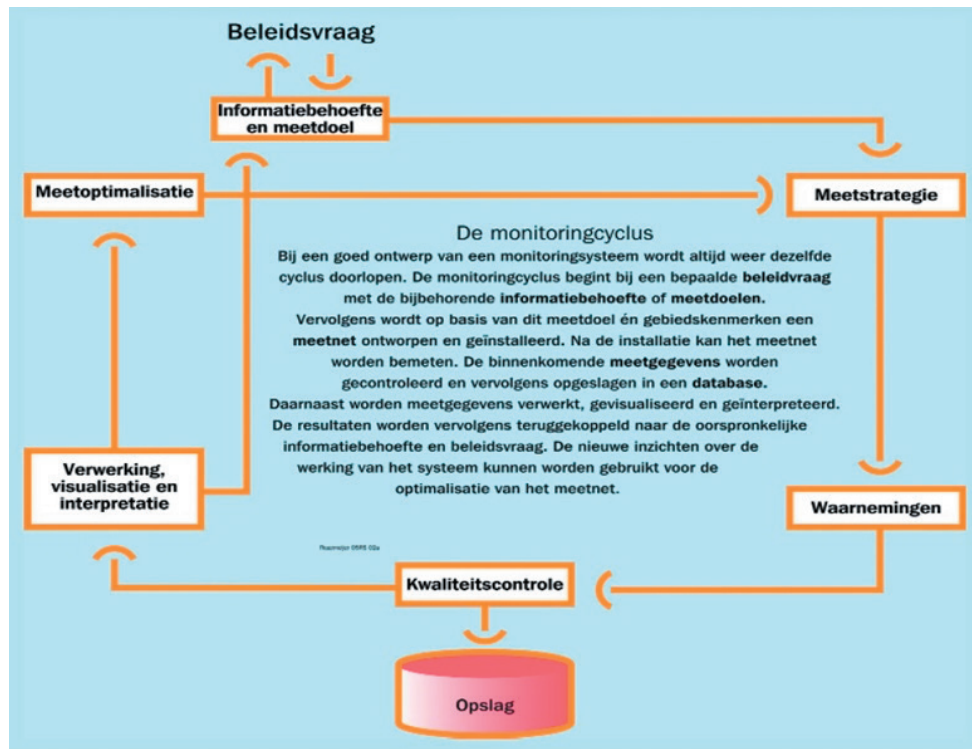 Beleidsvraag
Informatiebehoefte
en meetdoel
Meetoptimalisatie
Meetstrategie
De monitoringcyclus
Bij een goed ontwerp van een monitoringsysteem wordt altijd weer dezelfde
cyclus doorlopen. De monitoringcyclus begint bij een bepaalde beleidvraag
met de bijbehorende informatiebehoefte of meetdoelen.
Vervolgens wordt op basis van dit meetdoel én gebiedskenmerken een
meetnet ontworpen en geïnstalleerd. Na de installatie kan het meetnet
worden bemeten. De binnenkomende meetgegevens worden
gecontroleerd en vervolgens opgeslagen in een database.
Daarnaast worden meetgegevens verwerkt, gevisualiseerd en geïnterpreteerd.
De resultaten worden vervolgens teruggekoppeld naar de oorspronkelijke
informatiebehoefte en beleidsvraag. De nieuwe inzichten over de
werking van het systeem kunnen worden gebruikt voor de
optimalisatie van het meetnet.
Verwerking,
visualisatie en
interpretatie
Waarnemingen
Kwaliteitscontrole
Opslag